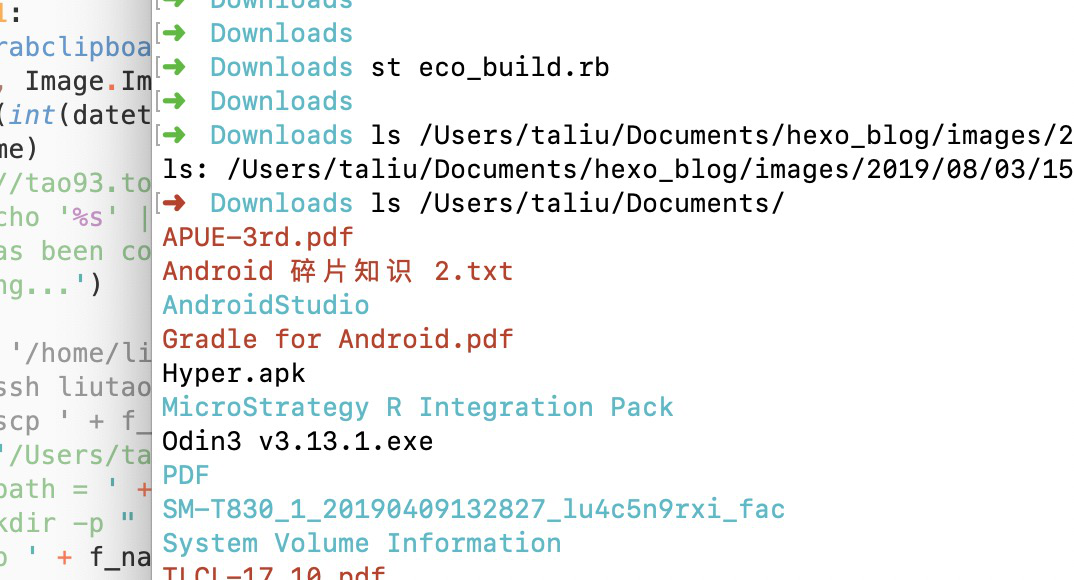 l:
rabclipboa
, Image.Im
(int(datet
me)
//tao93.to
cho '%s' |
as been co
ng...')
'/home/li
ssh liutao
scp ' + f_
'/Users/ta
path = ' +
kdir -p "
p ' + f_na
➜ Downloads
➜ Downloads
➜ Downloads st eco_build.rb
➜ Downloads
➜ Downloads ls /Users/taliu/Documents/hexo_blog/images/2
ls: /Users/taliu/Documents/hexo_blog/images/2019/08/03/15
➜ Downloads ls /Users/taliu/Documents/
APUE-3rd.pdf
Android 碎片知识 2.txt
AndroidStudio
Gradle for Android.pdf
Hyper.apk
MicroStrategy R Integration Pack
Odin3 v3.13.1.exe
PDF
SM-T830_1_20190409132827_lu4c5n9rxi_fac
System Volume Information
TLCL-17.10.pdf